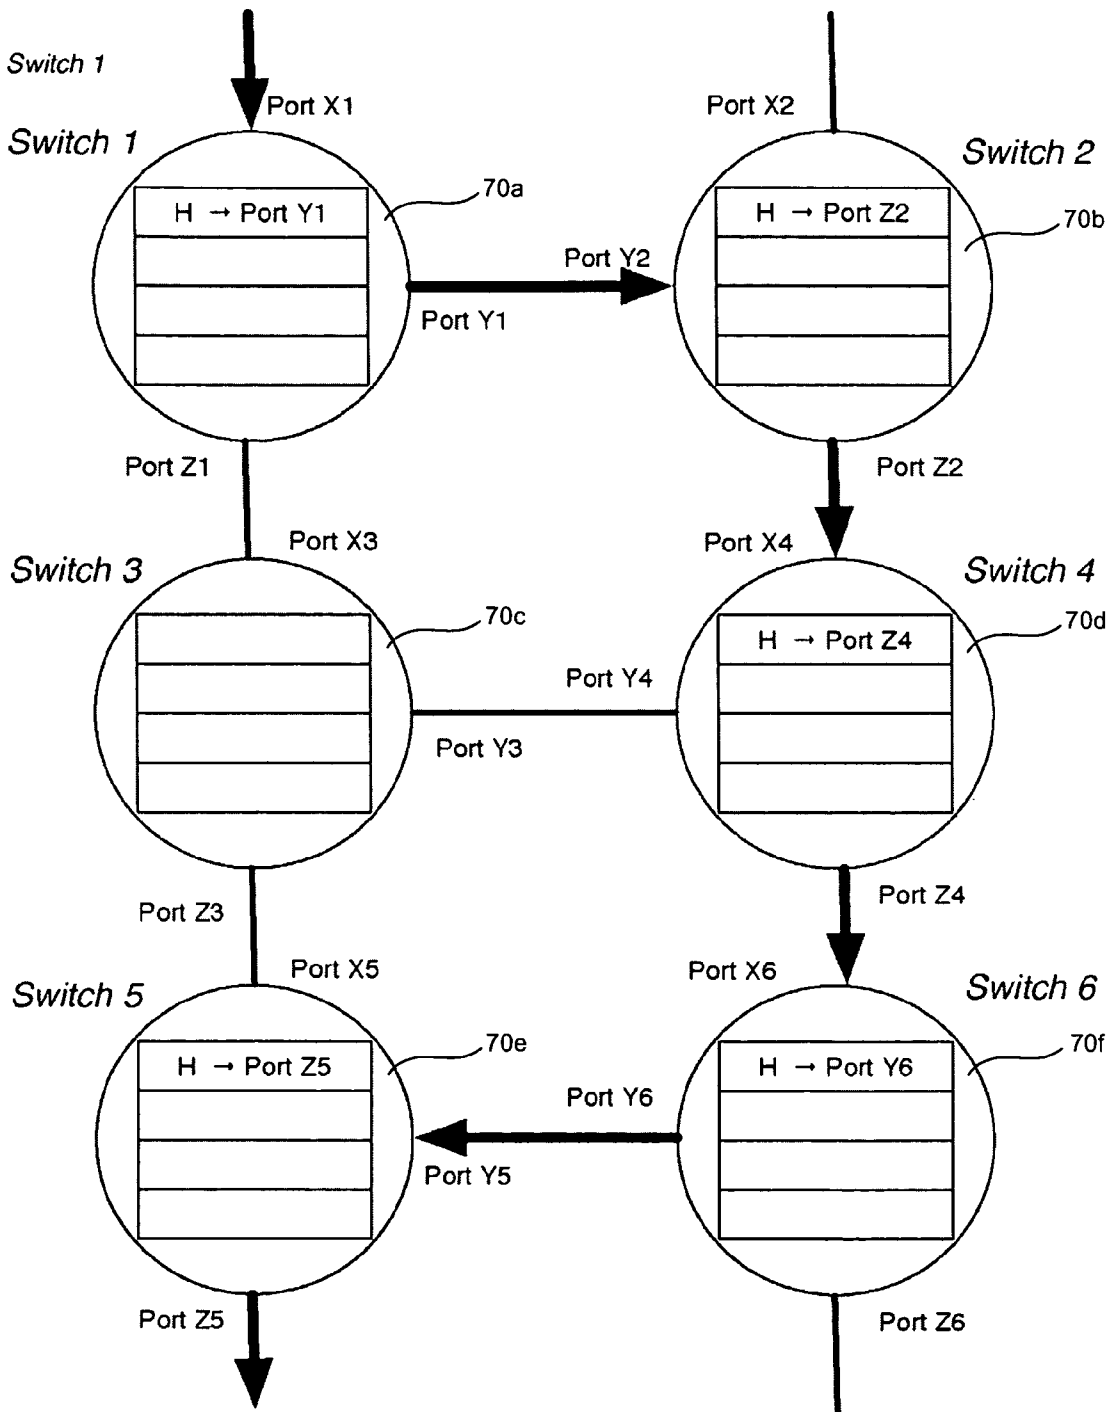 Switch 1
Port X1
Port X2
Switch 1
Switch 2
70a
H → Port Y1
H → Port Z2
70b
Port Y2
Port Y1
Port Z1
Port Z2
Port X3
Port X4
Switch 3
Switch 4
70c
70d
H → Port Z4
Port Y4
Port Y3
Port Z3
Port Z4
Port X5
Port X6
Switch 5
Switch 6
70e
70f
H → Port Z5
H → Port Y6
Port Y6
Port Y5
Port Z5
Port Z6